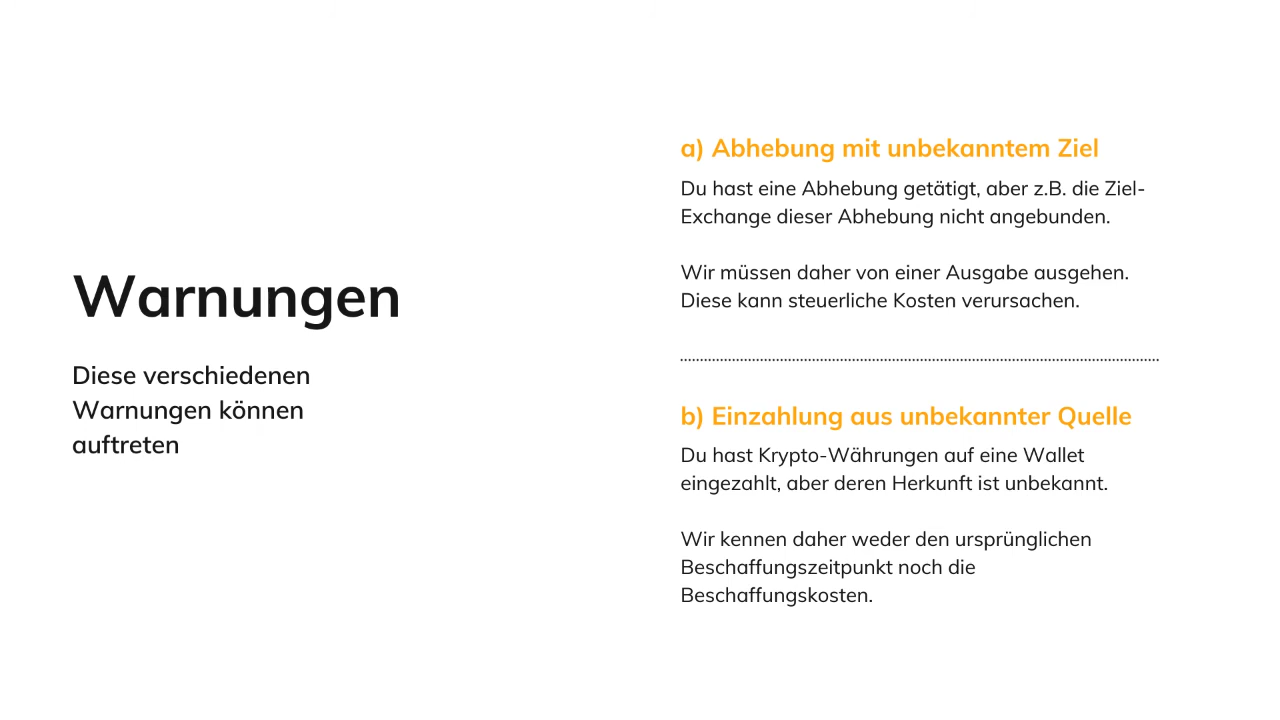 Warnungen
Diese verschiedenen
Warnungen können
auftreten
a) Abhebung mit unbekanntem Ziel
Du hast eine Abhebung getätigt, aber z.B. die Ziel-
Exchange dieser Abhebung nicht angebunden.
Wir müssen daher von einer Ausgabe ausgehen.
Diese kann steuerliche Kosten verursachen.
b) Einzahlung aus unbekannter Quelle
Du hast Krypto-Währungen auf eine Wallet
eingezahlt, aber deren Herkunft ist unbekannt.
Wir kennen daher weder den ursprünglichen
Beschaffungszeitpunkt noch die
Beschaffungskosten.